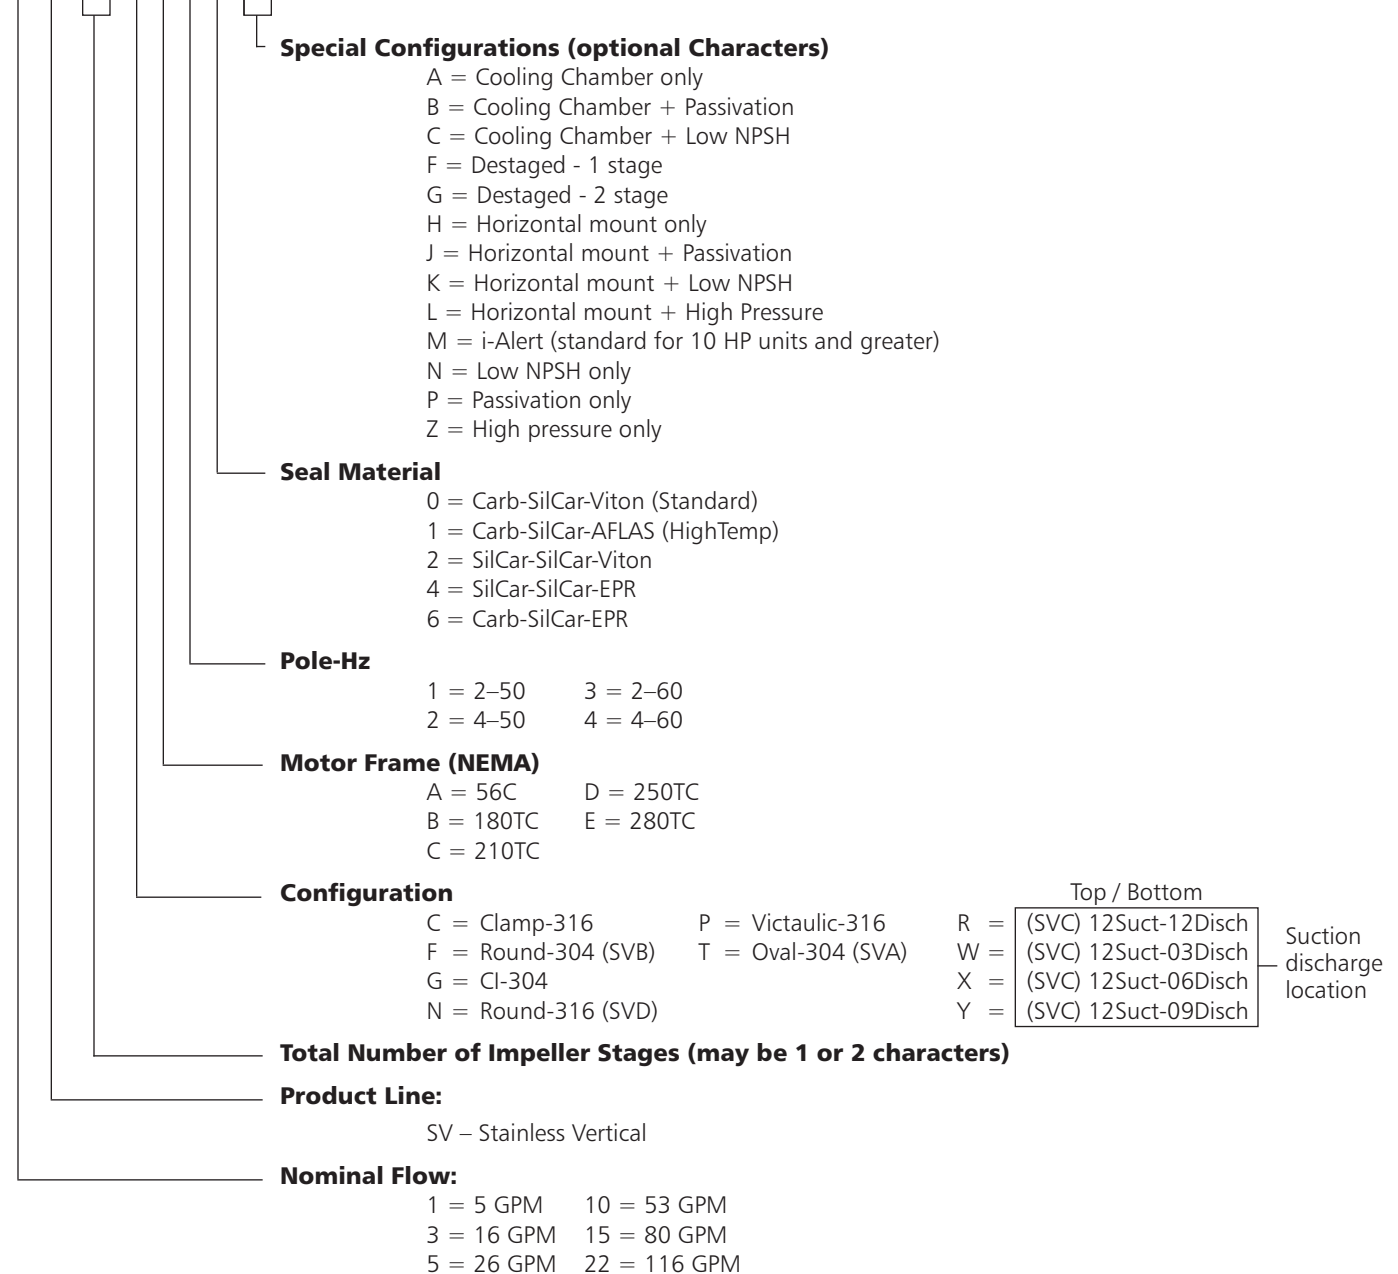 Special Configurations (optional Characters)
A = Cooling Chamber only
B = Cooling Chamber + Passivation
C = Cooling Chamber + Low NPSH
F = Destaged - 1 stage
G = Destaged - 2 stage
H = Horizontal mount only
J = Horizontal mount + Passivation
K = Horizontal mount + Low NPSH
L = Horizontal mount + High Pressure
M = i-Alert (standard for 10 HP units and greater)
N = Low NPSH only
P = Passivation only
Z = High pressure only
Seal Material
0 = Carb-SilCar-Viton (Standard)
1 = Carb-SilCar-AFLAS (HighTemp)
2 = SilCar-SilCar-Viton
4 = SilCar-SilCar-EPR
6 = Carb-SilCar-EPR
Pole-Hz
1 = 2–50 3 = 2–60
2 = 4–50 4 = 4–60
Motor Frame (NEMA)
A = 56C D = 250TC
B = 180TC E = 280TC
C = 210TC
Configuration Top / Bottom
C = Clamp-316 P = Victaulic-316 R = (SVC) 12Suct-12Disch
F = Round-304 (SVB) T = Oval-304 (SVA) W = (SVC) 12Suct-03Disch
G = CI-304 X = (SVC) 12Suct-06Disch
N = Round-316 (SVD) Y = (SVC) 12Suct-09Disch
Suction
discharge
location
Total Number of Impeller Stages (may be 1 or 2 characters)
Product Line:
SV – Stainless Vertical
Nominal Flow:
1 = 5 GPM 10 = 53 GPM
3 = 16 GPM 15 = 80 GPM
5 = 26 GPM 22 = 116 GPM